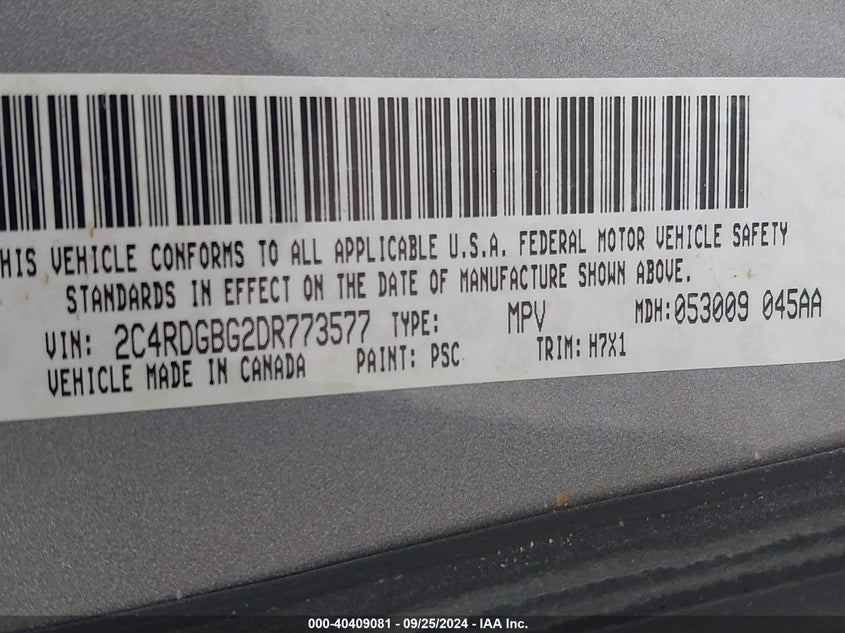 HIS VEHICLE CONFORMS TO ALL APPLICABLE U.S.A. FEDERAL MOTOR VEHICLE SAFETY
STANDARDS IN EFFECT ON THE DATE OF MANUFACTURE SHOWN ABOVE.
VIN: 2C4RDGBG2DR773577 TYPE: MPV MDH:053009 045AA
VEHICLE MADE IN CANADA PAINT: PSC TRIM: H7X1
000-40409081 - 09/25/2024 - IAA Inc.